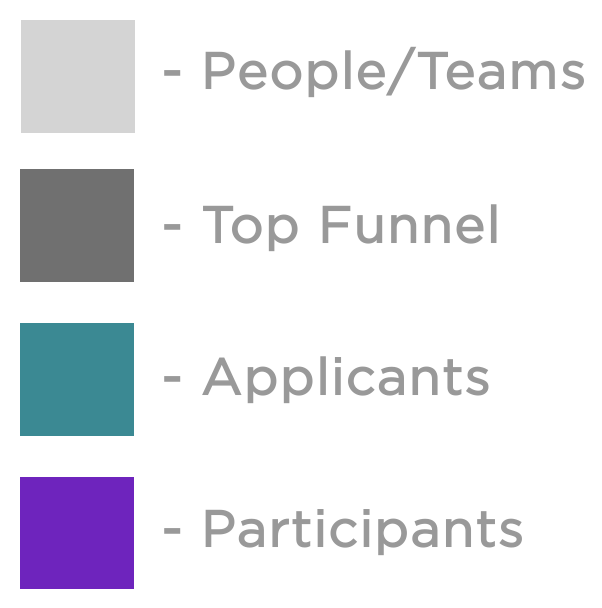 - People/Teams
- Top Funnel
- Applicants
- Participants